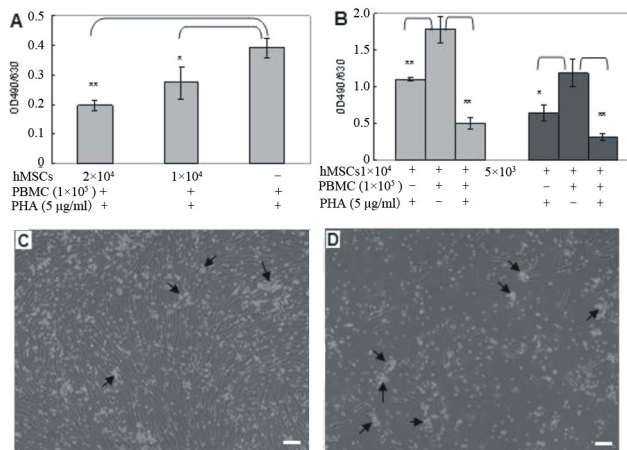 A
0.5
0.4
0.3
0.2
0.1
0
OD490/630
**
*
hMSCs 2×10⁴ 1×10⁴ −
PBMC (1×10⁵) + + +
PHA (5 μg/ml) + + +
B
2.0
1.5
1.0
0.5
0
OD490/630
**
**
*
**
hMSCs1×10⁴ + + + 5×10³ + + +
PBMC (1×10⁵) − + + − + +
PHA (5 μg/ml) + − + + − +
C
D